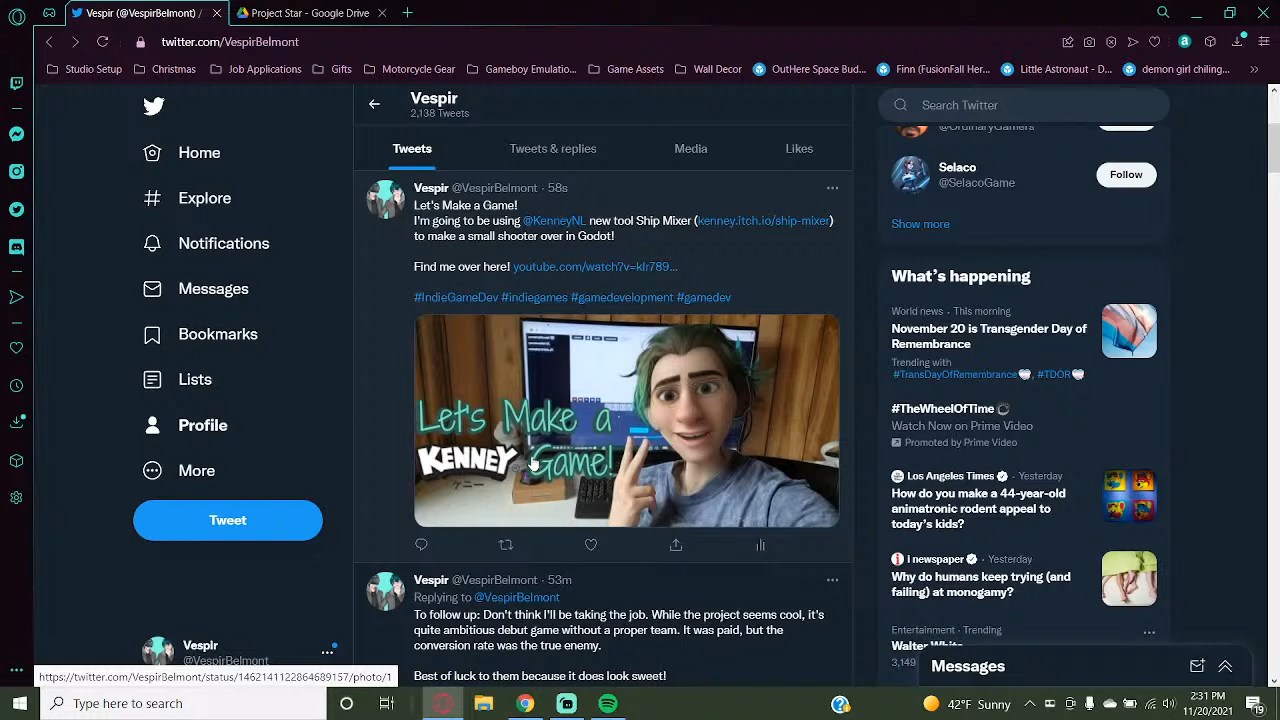 Twitter (@VespirBelmont) /
Project Star - Google Drive
twitter.com/VespirBelmont
Studio Setup
Christmas
Job Applications
Gifts
Motorcycle Gear
Gameboy Emulatio...
Game Assets
Wall Decor
OutHere Space Bud...
Finn (FusionFall Her...
Little Astronaut - D...
demon girl chiling...
Home
Explore
Notifications
Messages
Bookmarks
Lists
Profile
More
Tweet
Vespir
@VespirBelmont
https://twitter.com/VespirBelmont/status/1462141122864689157/photo/1
Vespir
2,138 Tweets
Tweets
Tweets & replies
Media
Likes
Vespir @VespirBelmont · 58s
Let's Make a Game!
I'm going to be using @KenneyNL new tool Ship Mixer (kenney.itch.io/ship-mixer)
to make a small shooter over in Godot!
Find me over here! youtube.com/watch?v=klr789...
#IndieGameDev #indiegames #gamedevelopment #gamedev
Let's Make a
KENNEY Game!
Vespir @VespirBelmont · 53m
Replying to @VespirBelmont
To follow up: Don't think I'll be taking the job. While the project seems cool, it's
quite ambitious debut game without a proper team. It was paid, but the
conversion rate was the true enemy.
Best of luck to them because it does look sweet!
Search Twitter
@OrdinaryGamers
Selaco
@SelacoGame
Follow
Show more
What's happening
World news · This morning
November 20 is Transgender Day of
Remembrance
Trending with
#TransDayOfRemembrance, #TDOR
#TheWheelOfTime
Watch Now on Prime Video
Promoted by Prime Video
Los Angeles Times · Yesterday
How do you make a 44-year-old
animatronic rodent appeal to
today's kids?
i newspaper · Yesterday
Why do humans keep trying (and
failing) at monogamy?
Entertainment · Trending
Walter White
3,149
Messages
Type here to search
42°F Sunny
2:31 PM
11/20/2021